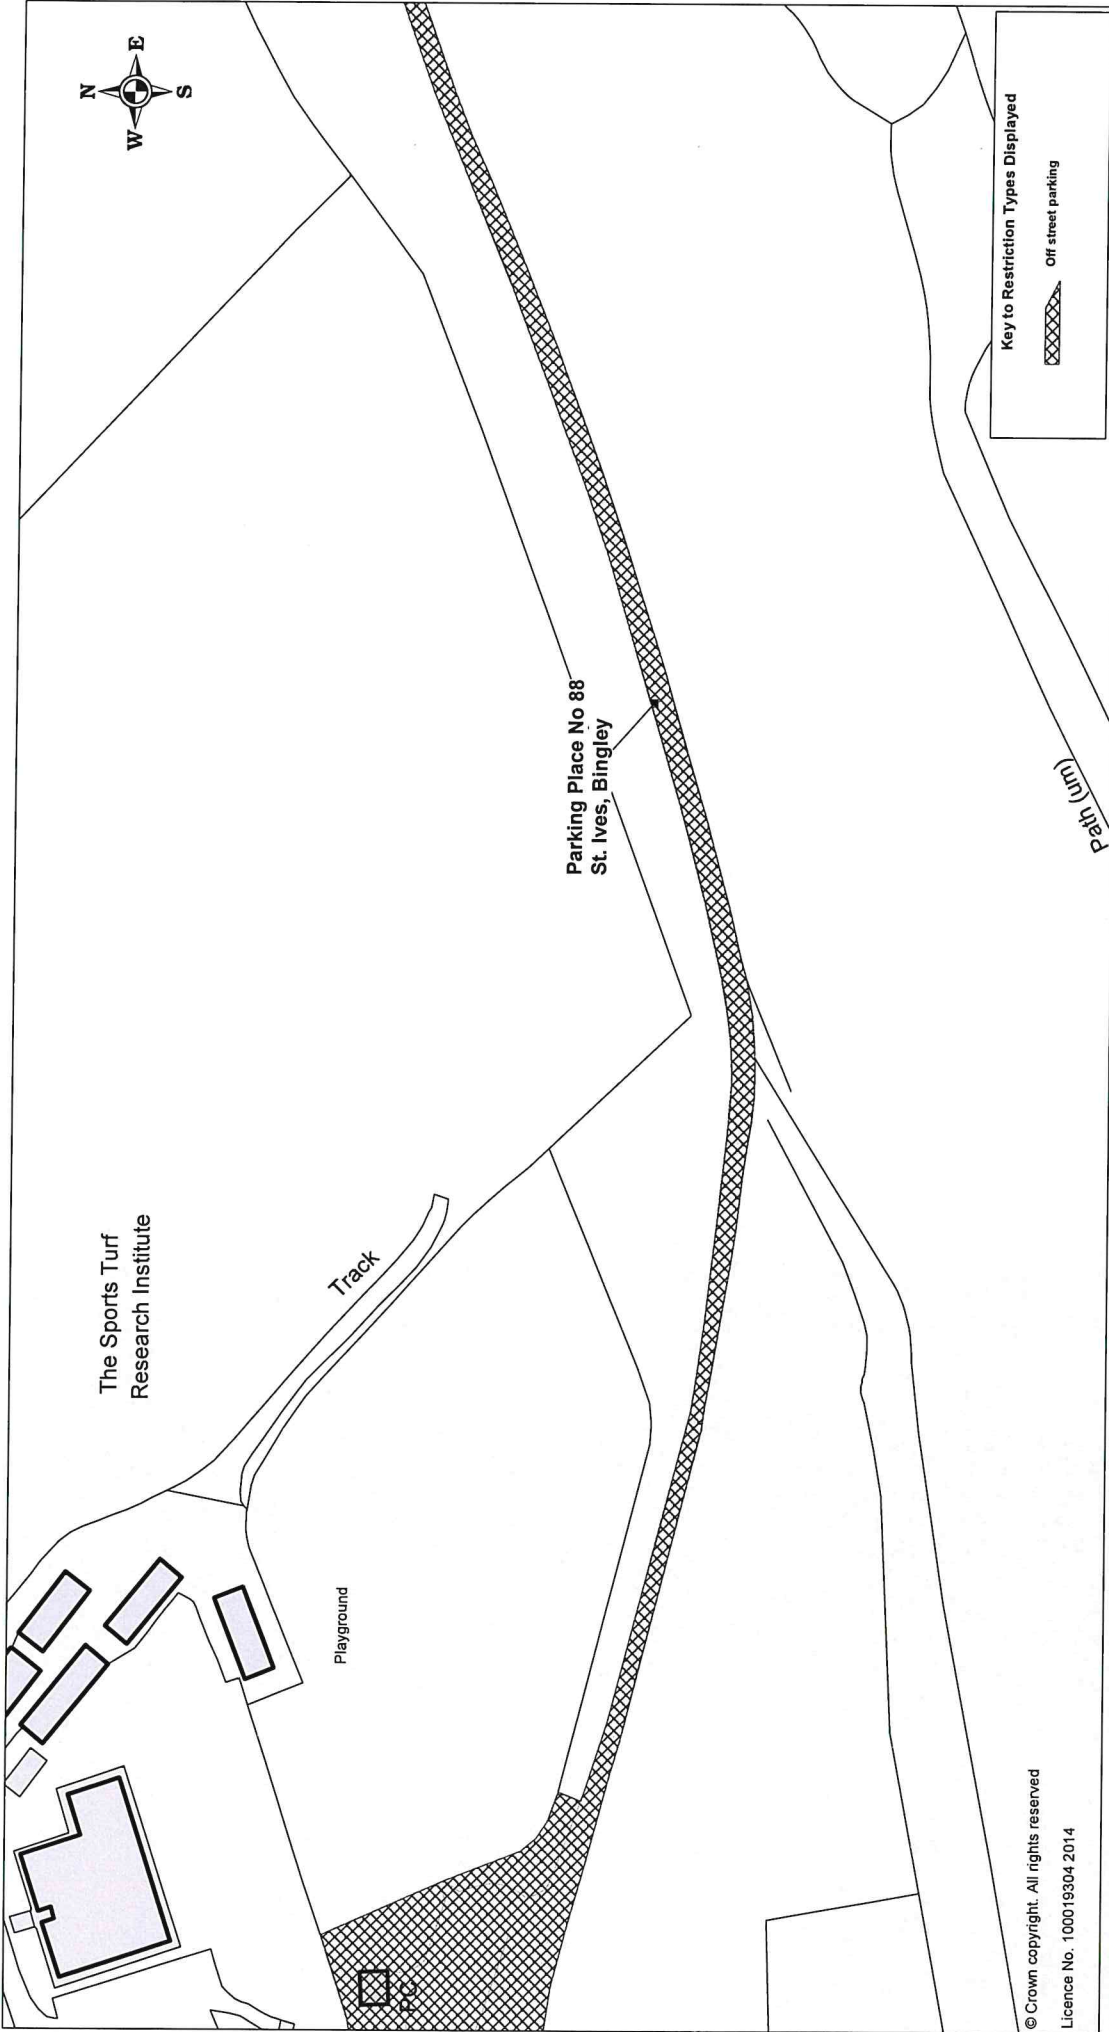 N
W
E
S
The Sports Turf
Research Institute
Track
Playground
PC
Parking Place No 88
St. Ives, Bingley
Path (um)
Key to Restriction Types Displayed
Off street parking
© Crown copyright. All rights reserved
Licence No. 100019304 2014